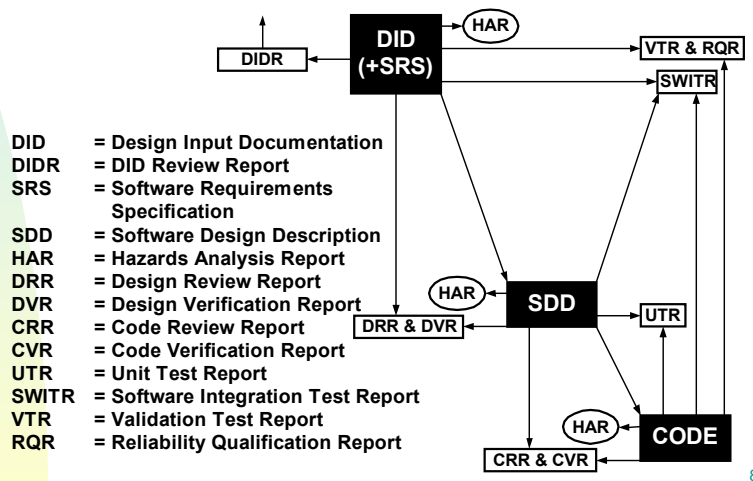 DID
(+SRS)
HAR
DIDR
VTR & RQR
SWITR
DID = Design Input Documentation
DIDR = DID Review Report
SRS = Software Requirements
Specification
SDD = Software Design Description
HAR = Hazards Analysis Report
DRR = Design Review Report
DVR = Design Verification Report
CRR = Code Review Report
CVR = Code Verification Report
UTR = Unit Test Report
SWITR = Software Integration Test Report
VTR = Validation Test Report
RQR = Reliability Qualification Report
HAR
SDD
DRR & DVR
UTR
HAR
CODE
CRR & CVR